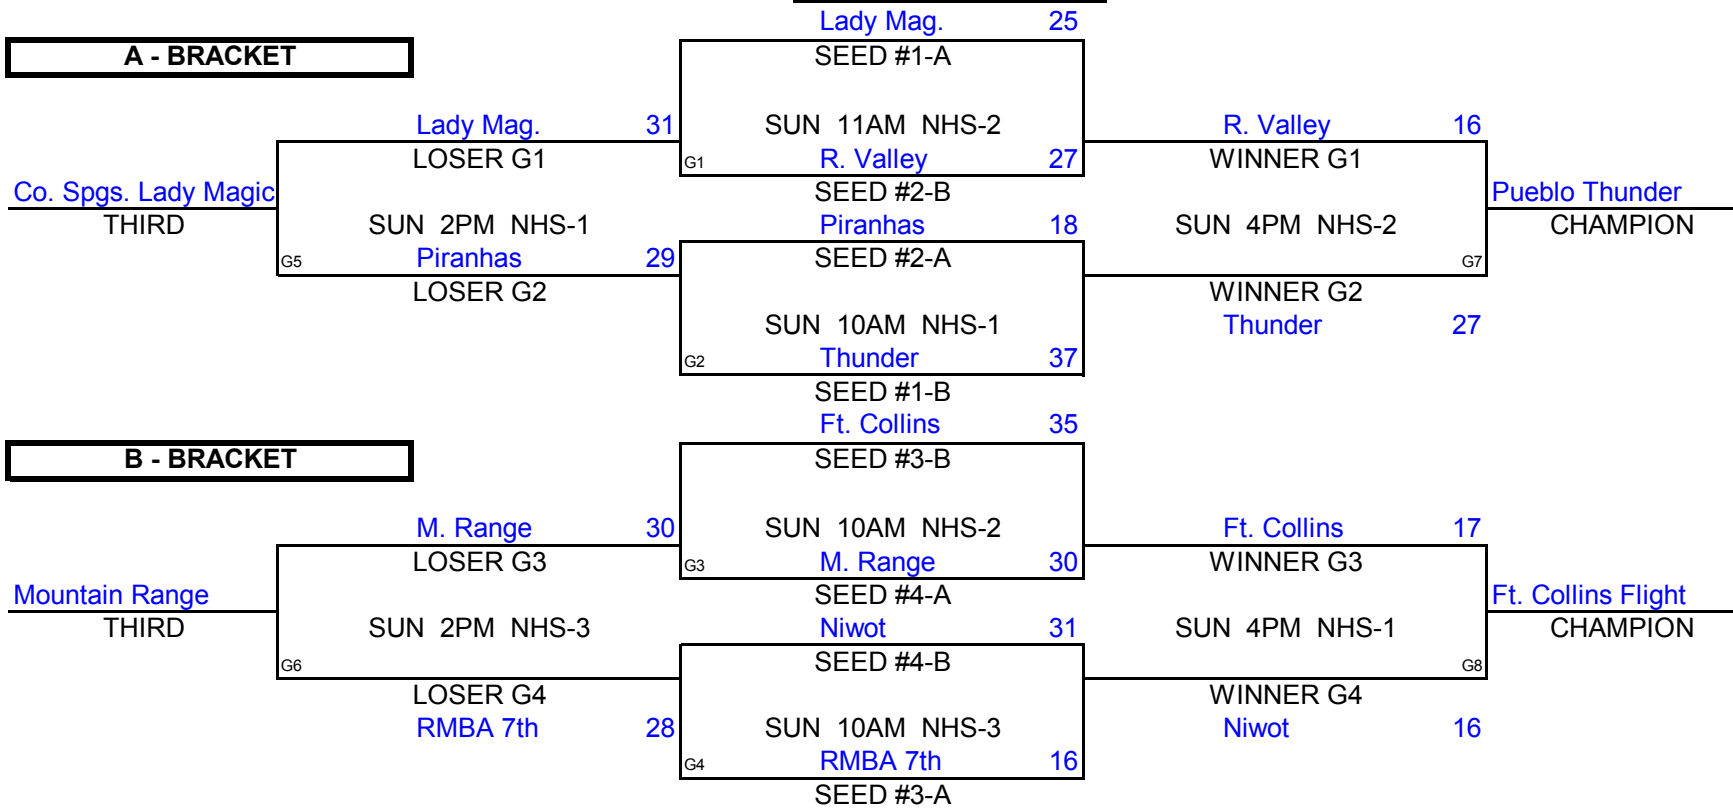 Lady Mag. 25
A - BRACKET SEED #1-A
Lady Mag. 31 SUN 11AM NHS-2 R. Valley 16
LOSER G1 G1 R. Valley 27 WINNER G1
Co. Spgs. Lady Magic SEED #2-B Pueblo Thunder
THIRD SUN 2PM NHS-1 Piranhas 18 SUN 4PM NHS-2 CHAMPION
G5 Piranhas 29 SEED #2-A G7
LOSER G2 WINNER G2
SUN 10AM NHS-1 Thunder 27
G2 Thunder 37
SEED #1-B
Ft. Collins 35
B - BRACKET SEED #3-B
M. Range 30 SUN 10AM NHS-2 Ft. Collins 17
LOSER G3 G3 M. Range 30 WINNER G3
Mountain Range SEED #4-A Ft. Collins Flight
THIRD SUN 2PM NHS-3 Niwot 31 SUN 4PM NHS-1 CHAMPION
G6 SEED #4-B G8
LOSER G4 WINNER G4
RMBA 7th 28 SUN 10AM NHS-3 Niwot 16
G4 RMBA 7th 16
SEED #3-A